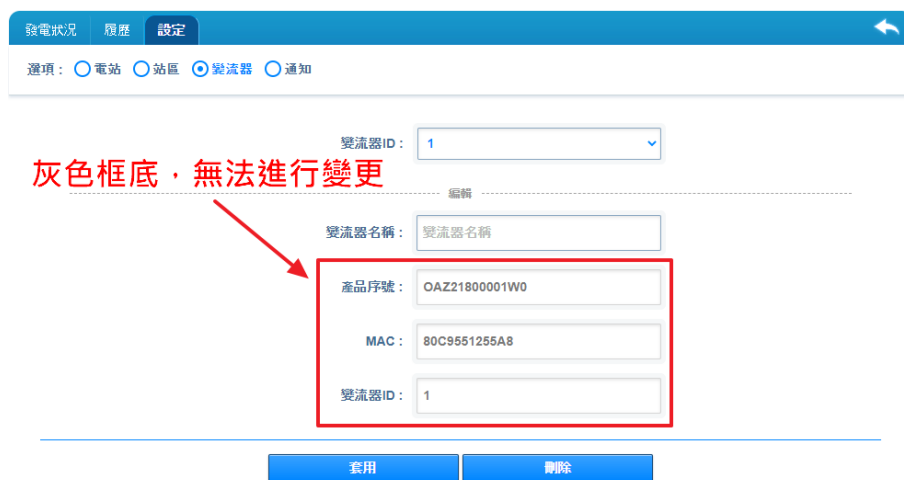 發電狀況 履歷 設定
選項： 電站 站區 變流器 通知
變流器ID： 1
灰色框底，無法進行變更
編輯
變流器名稱： 變流器名稱
產品序號： OAZ21800001W0
MAC： 80C9551255A8
變流器ID： 1
套用 刪除